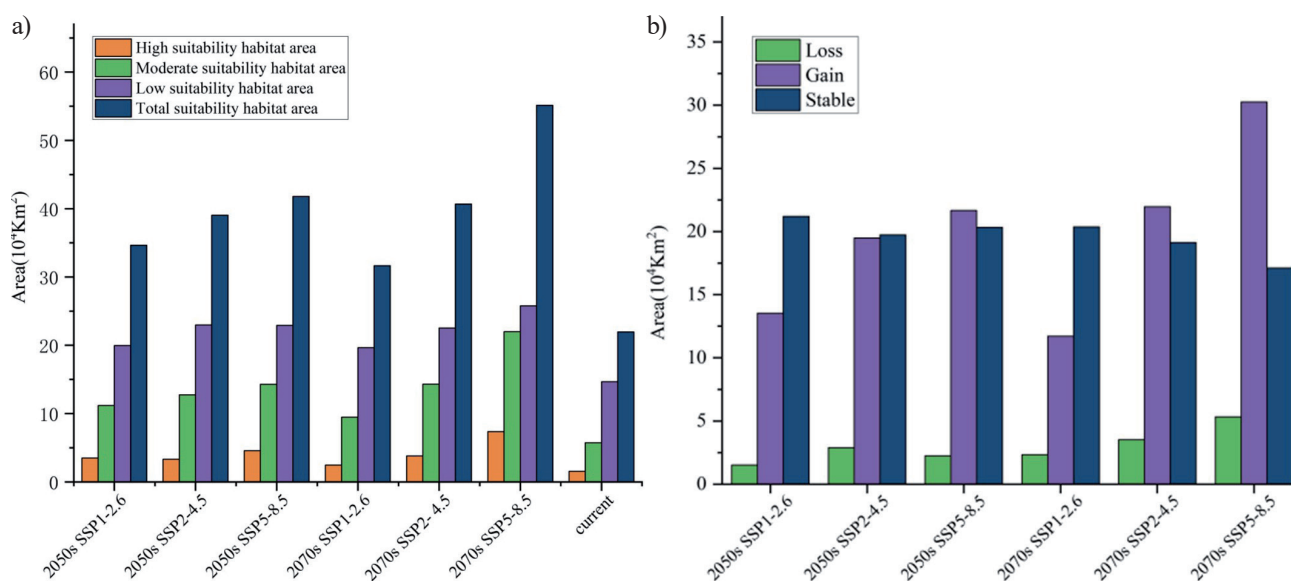 a)
High suitability habitat area
Moderate suitability habitat area
Low suitability habitat area
Total suitability habitat area
Area(10⁴Km²)
60
50
40
30
20
10
0
2050s SSP1-2.6
2050s SSP2-4.5
2050s SSP5-8.5
2070s SSP1-2.6
2070s SSP2- 4.5
2070s SSP5-8.5
current
b)
Loss
Gain
Stable
Area(10⁴Km²)
35
30
25
20
15
10
5
0
2050s SSP1-2.6
2050s SSP2-4.5
2050s SSP5-8.5
2070s SSP1-2.6
2070s SSP2-4.5
2070s SSP5-8.5